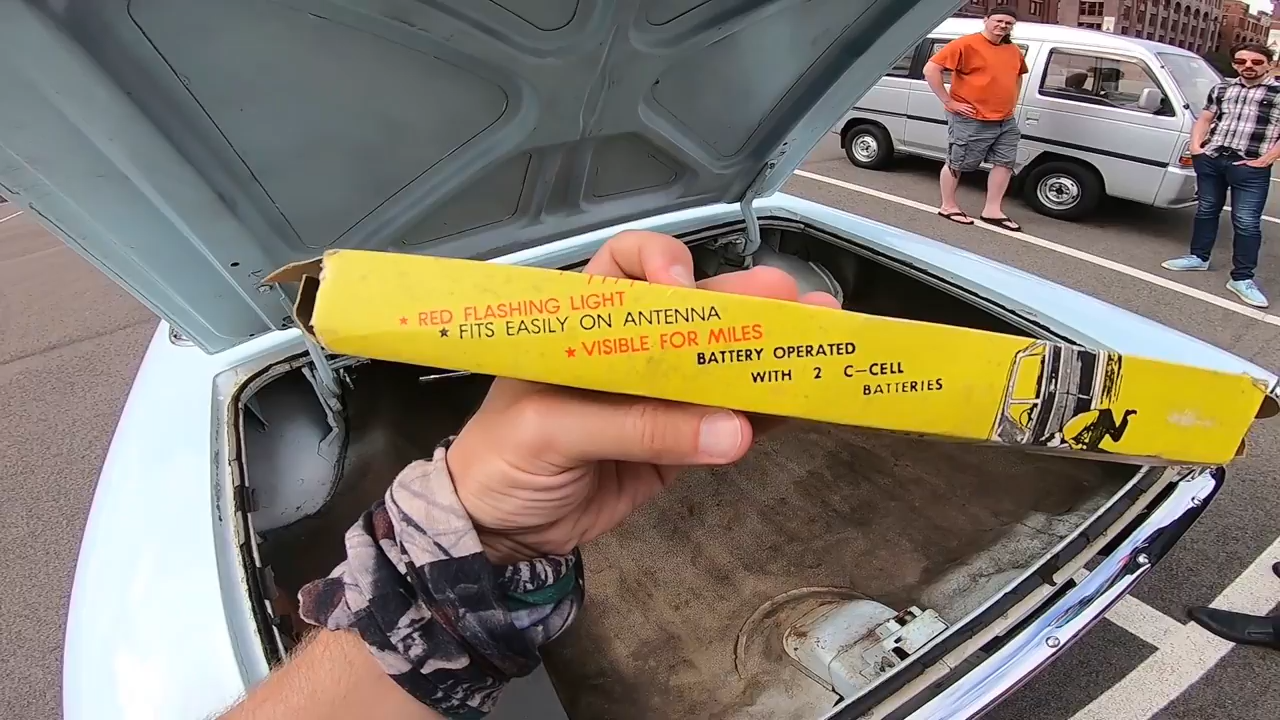 ★ RED FLASHING LIGHT
★ FITS EASILY ON ANTENNA
★ VISIBLE FOR MILES
BATTERY OPERATED
WITH 2 C-CELL
BATTERIES